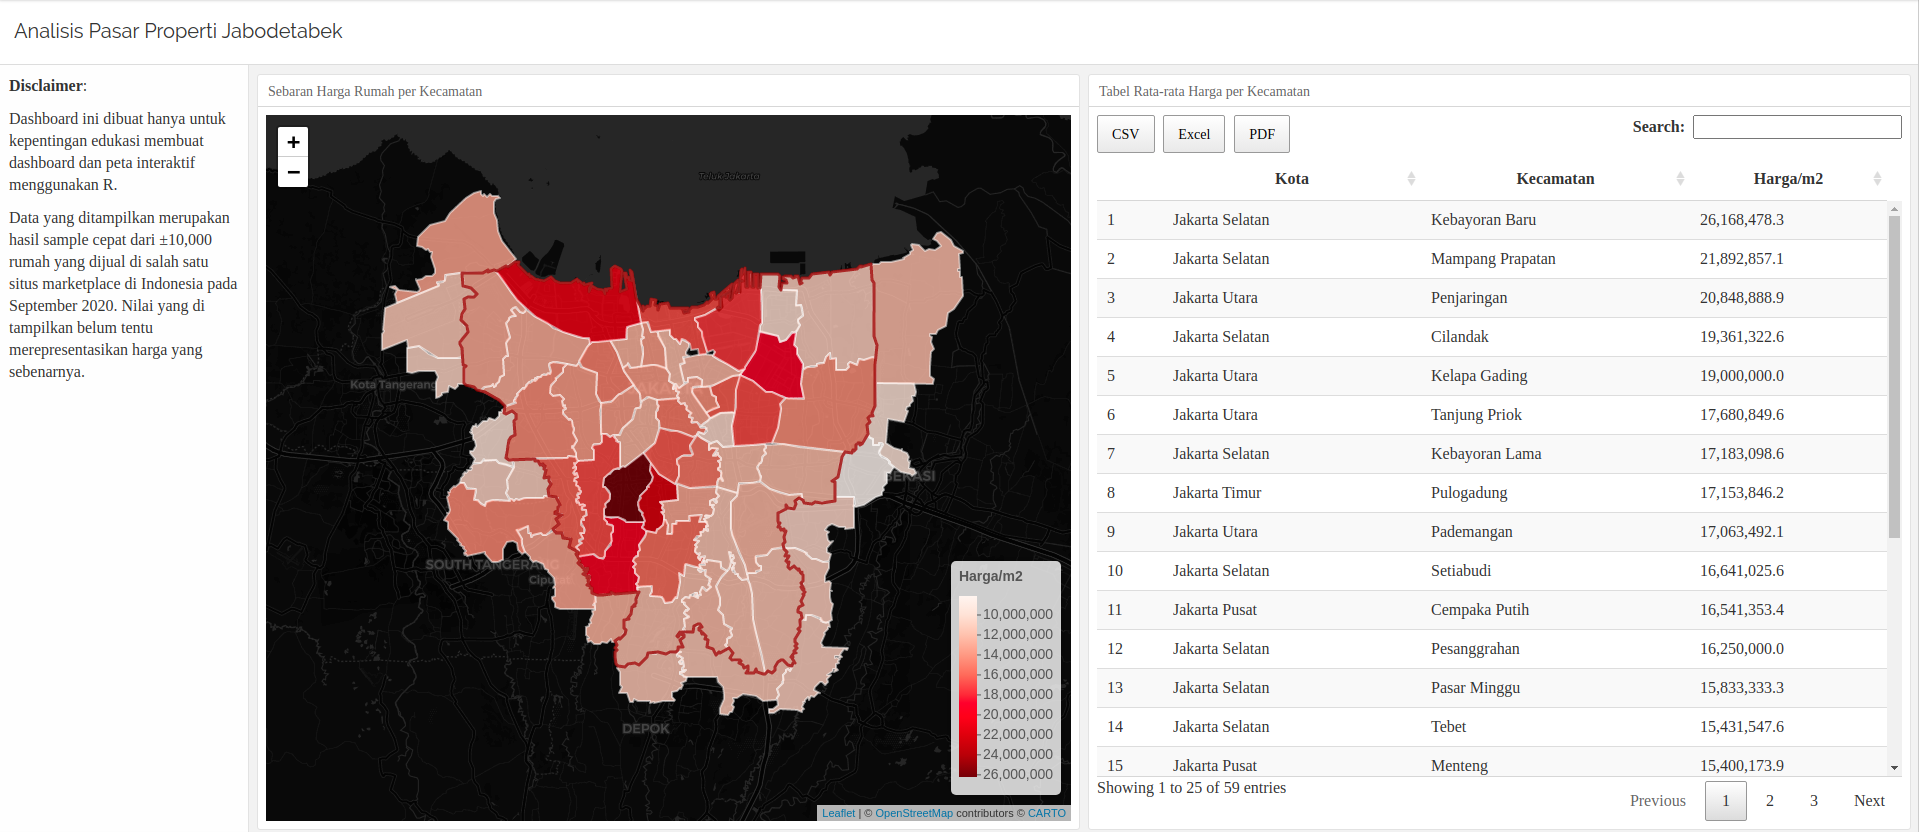 Analisis Pasar Properti Jabodetabek
Disclaimer:
Dashboard ini dibuat hanya untuk
kepentingan edukasi membuat
dashboard dan peta interaktif
menggunakan R.
Data yang ditampilkan merupakan
hasil sample cepat dari ±10,000
rumah yang dijual di salah satu
situs marketplace di Indonesia pada
September 2020. Nilai yang di
tampilkan belum tentu
merepresentasikan harga yang
sebenarnya.
Sebaran Harga Rumah per Kecamatan
+
−
Teluk Jakarta
Kota Tangerang
AKA
BEKASI
SOUTH TANGERANG
Ciputat
DEPOK
Harga/m2
10,000,000
12,000,000
14,000,000
16,000,000
18,000,000
20,000,000
22,000,000
24,000,000
26,000,000
Leaflet | © OpenStreetMap contributors © CARTO
Tabel Rata-rata Harga per Kecamatan
CSV Excel PDF Search:
Kota Kecamatan Harga/m2
1 Jakarta Selatan Kebayoran Baru 26,168,478.3
2 Jakarta Selatan Mampang Prapatan 21,892,857.1
3 Jakarta Utara Penjaringan 20,848,888.9
4 Jakarta Selatan Cilandak 19,361,322.6
5 Jakarta Utara Kelapa Gading 19,000,000.0
6 Jakarta Utara Tanjung Priok 17,680,849.6
7 Jakarta Selatan Kebayoran Lama 17,183,098.6
8 Jakarta Timur Pulogadung 17,153,846.2
9 Jakarta Utara Pademangan 17,063,492.1
10 Jakarta Selatan Setiabudi 16,641,025.6
11 Jakarta Pusat Cempaka Putih 16,541,353.4
12 Jakarta Selatan Pesanggrahan 16,250,000.0
13 Jakarta Selatan Pasar Minggu 15,833,333.3
14 Jakarta Selatan Tebet 15,431,547.6
15 Jakarta Pusat Menteng 15,400,173.9
Showing 1 to 25 of 59 entries
Previous 1 2 3 Next